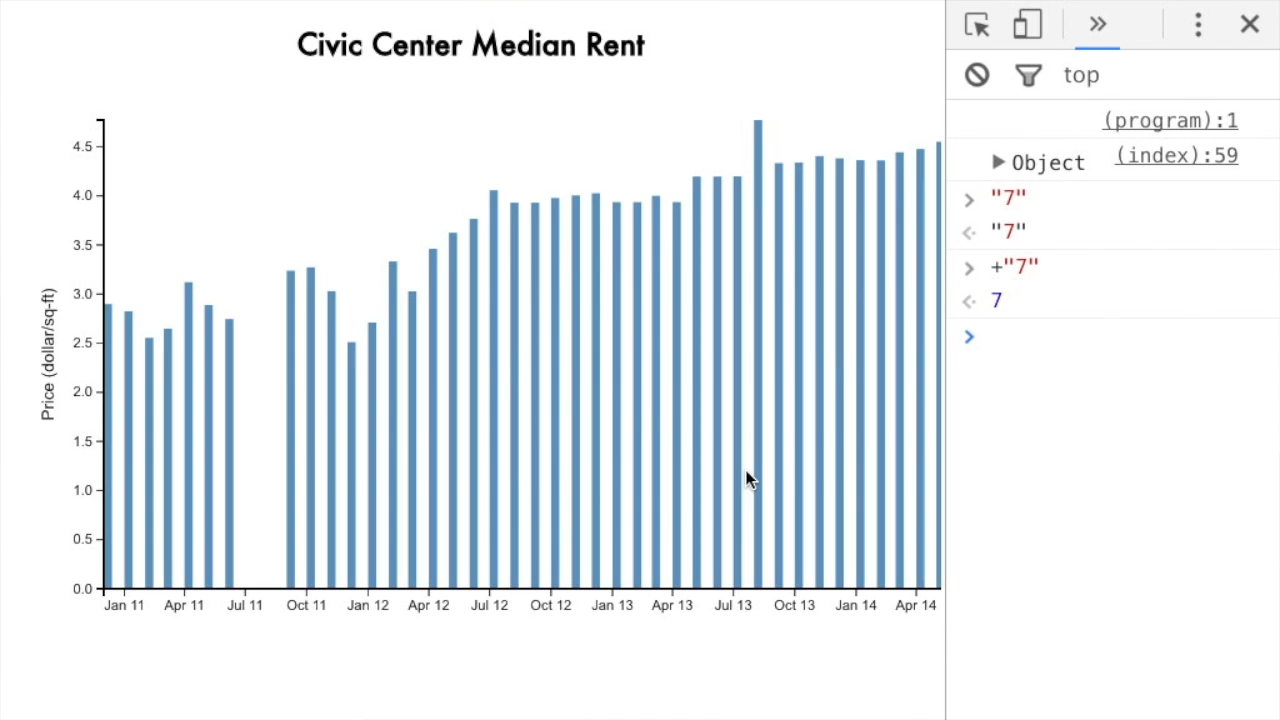 Civic Center Median Rent
Price (dollar/sq-ft)
4.5
4.0
3.5
3.0
2.5
2.0
1.5
1.0
0.5
0.0
Jan 11 Apr 11 Jul 11 Oct 11 Jan 12 Apr 12 Jul 12 Oct 12 Jan 13 Apr 13 Jul 13 Oct 13 Jan 14 Apr 14
top
(program):1
Object (index):59
"7"
"7"
+"7"
7